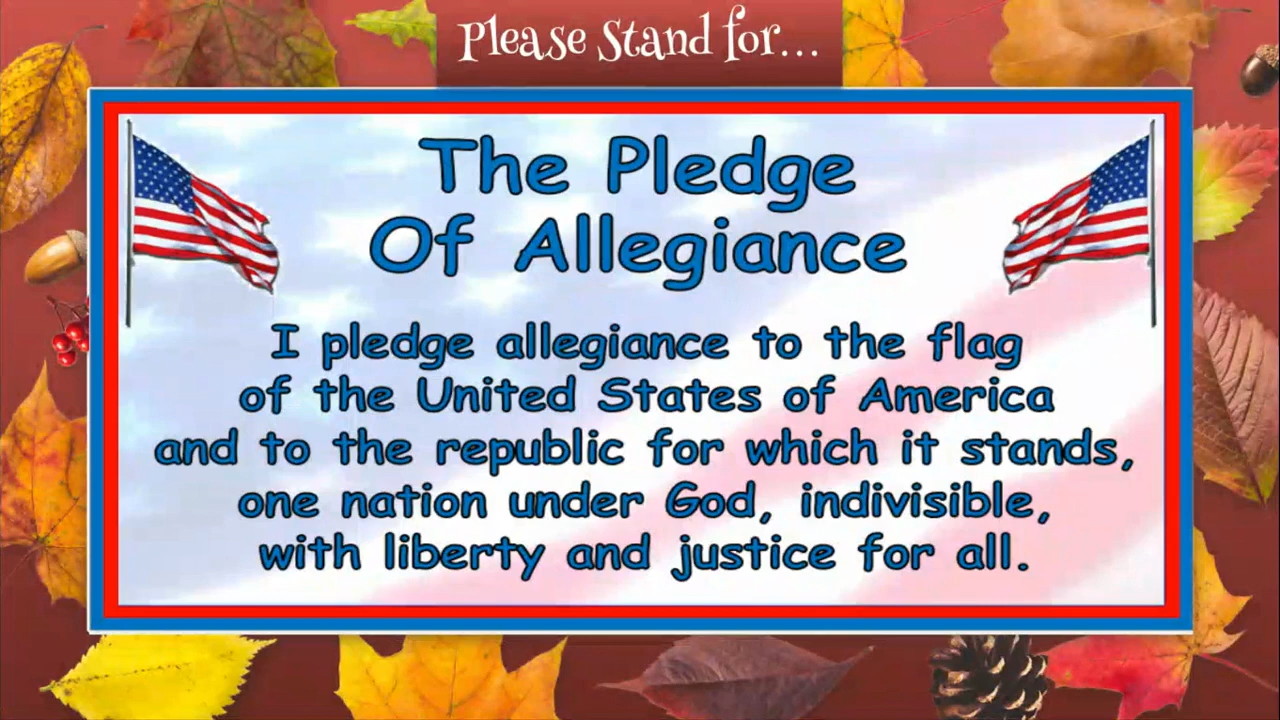 Please Stand for...
The Pledge
Of Allegiance
I pledge allegiance to the flag
of the United States of America
and to the republic for which it stands,
one nation under God, indivisible,
with liberty and justice for all.